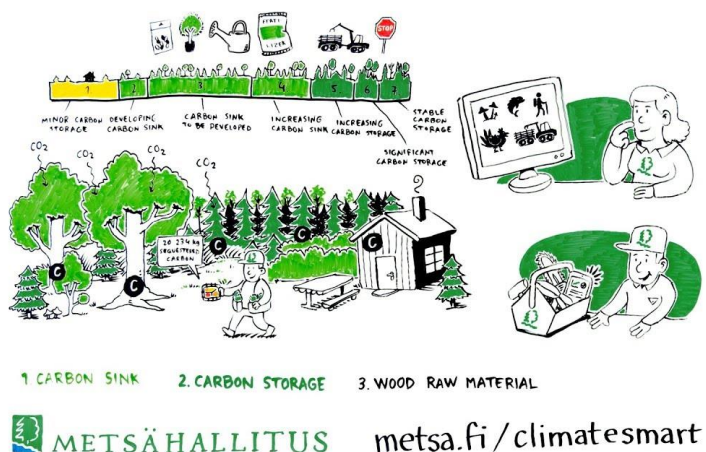 FERTI
LIZER
STOP
1 2 3 4 5 6 7
MINOR CARBON
STORAGE
DEVELOPING
CARBON SINK
CARBON SINK
TO BE DEVELOPED
INCREASING
CARBON SINK
INCREASING
CARBON STORAGE
SIGNIFICANT
CARBON STORAGE
STABLE
CARBON
STORAGE
CO2
CO2
CO2
CO2
20 234 kg
SEQUESTERED
CARBON
C
C
C
C
C
1 CARBON SINK
2. CARBON STORAGE
3. WOOD RAW MATERIAL
METSÄHALLITUS
metsa.fi/climatesmart